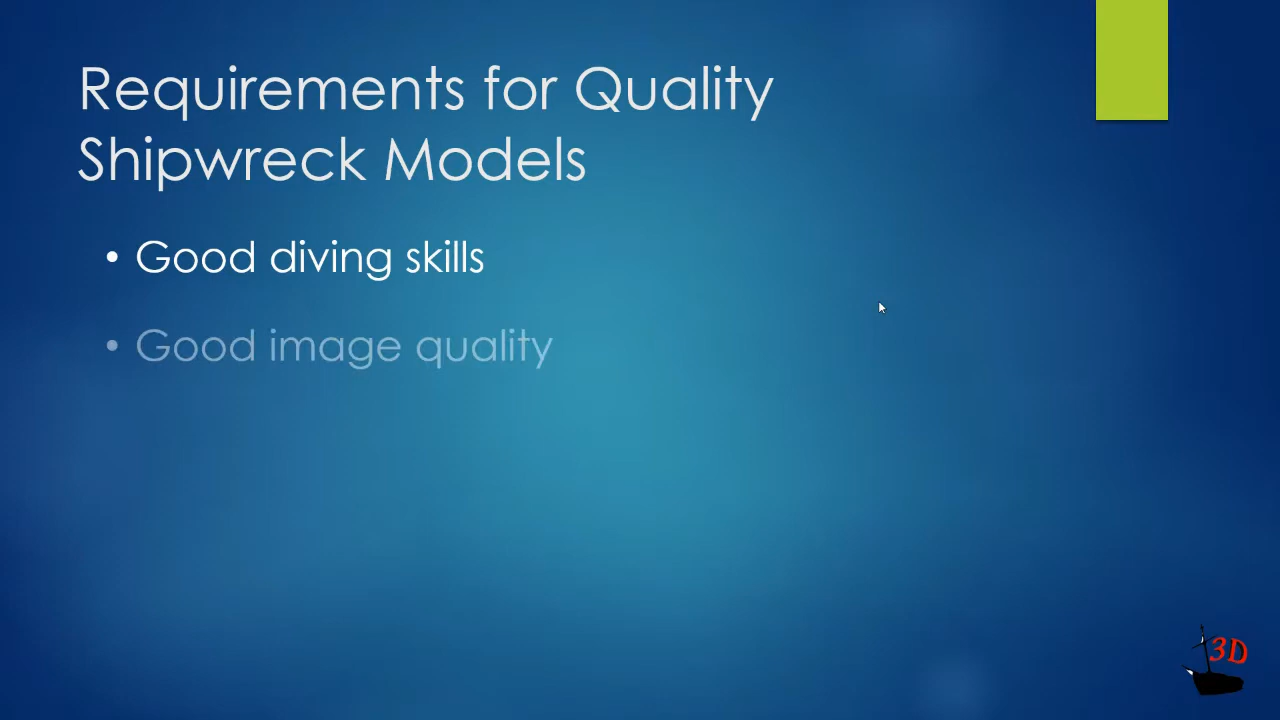 Requirements for Quality
Shipwreck Models
• Good diving skills
• Good image quality
3D